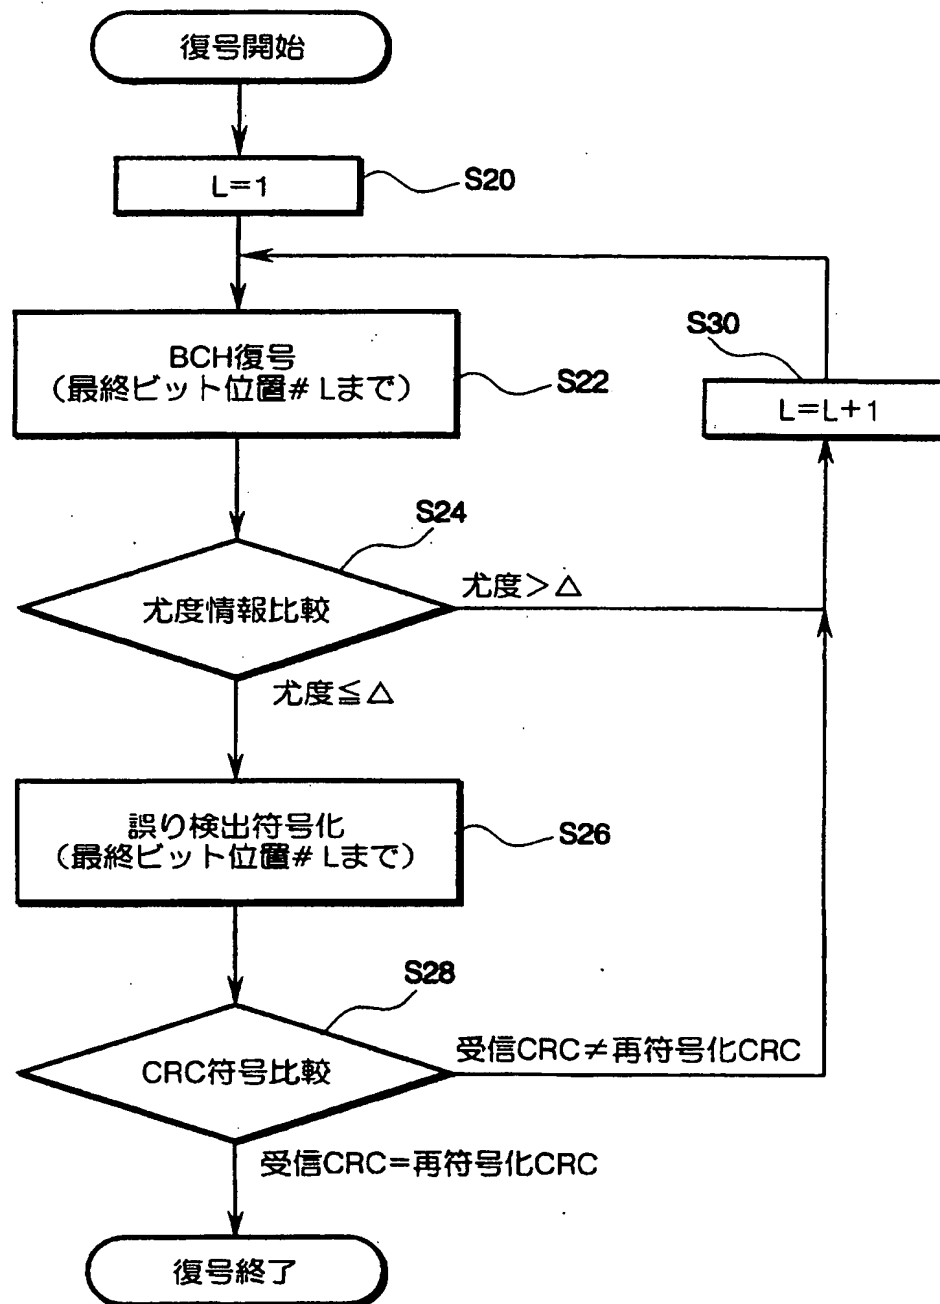 復号開始
L=1
S20
BCH復号
(最終ビット位置# Lまで)
S22
S30
L=L+1
S24
尤度情報比較
尤度>△
尤度≦△
誤り検出符号化
(最終ビット位置# Lまで)
S26
S28
CRC符号比較
受信CRC≠再符号化CRC
受信CRC=再符号化CRC
復号終了